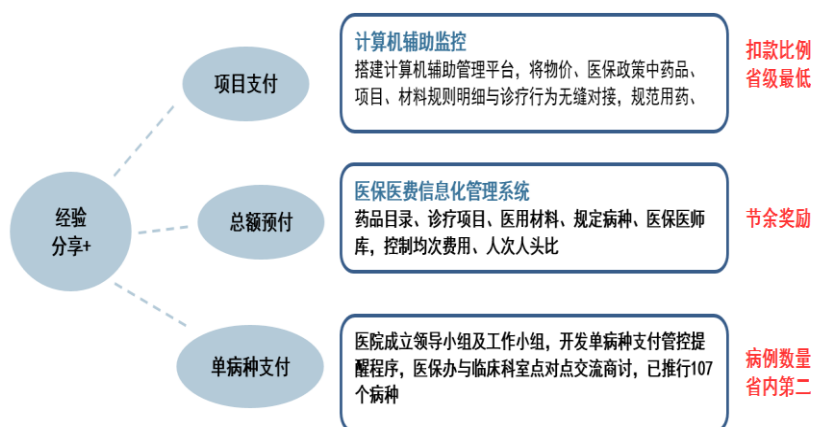 经验
分享+
项目支付
计算机辅助监控
搭建计算机辅助管理平台，将物价、医保政策中药品、
项目、材料规则明细与诊疗行为无缝对接，规范用药、
扣款比例
省级最低
总额预付
医保医费信息化管理系统
药品目录、诊疗项目、医用材料、规定病种、医保医师
库，控制均次费用、人次人头比
节余奖励
单病种支付
医院成立领导小组及工作小组，开发单病种支付管控提
醒程序，医保办与临床科室点对点交流商讨，已推行107
个病种
病例数量
省内第二